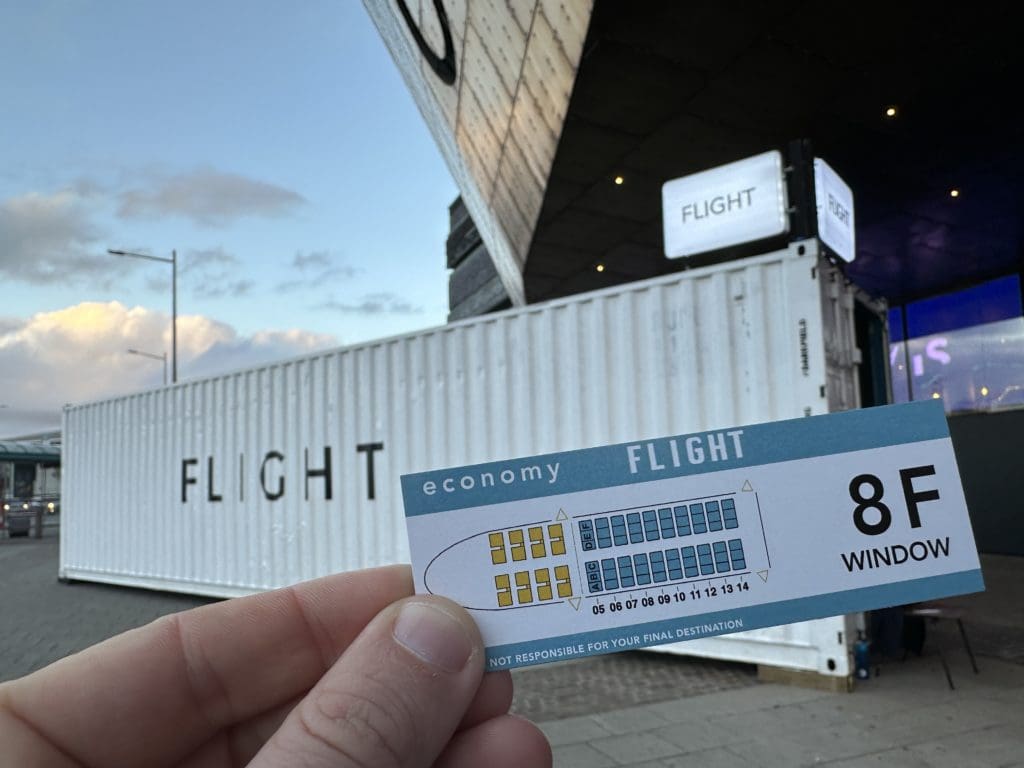 FLIGHT
FLIGHT
FLIGHT
economy
FLIGHT
DEF
ABC
05 06 07 08 09 10 11 12 13 14
8F
WINDOW
NOT RESPONSIBLE FOR YOUR FINAL DESTINATION